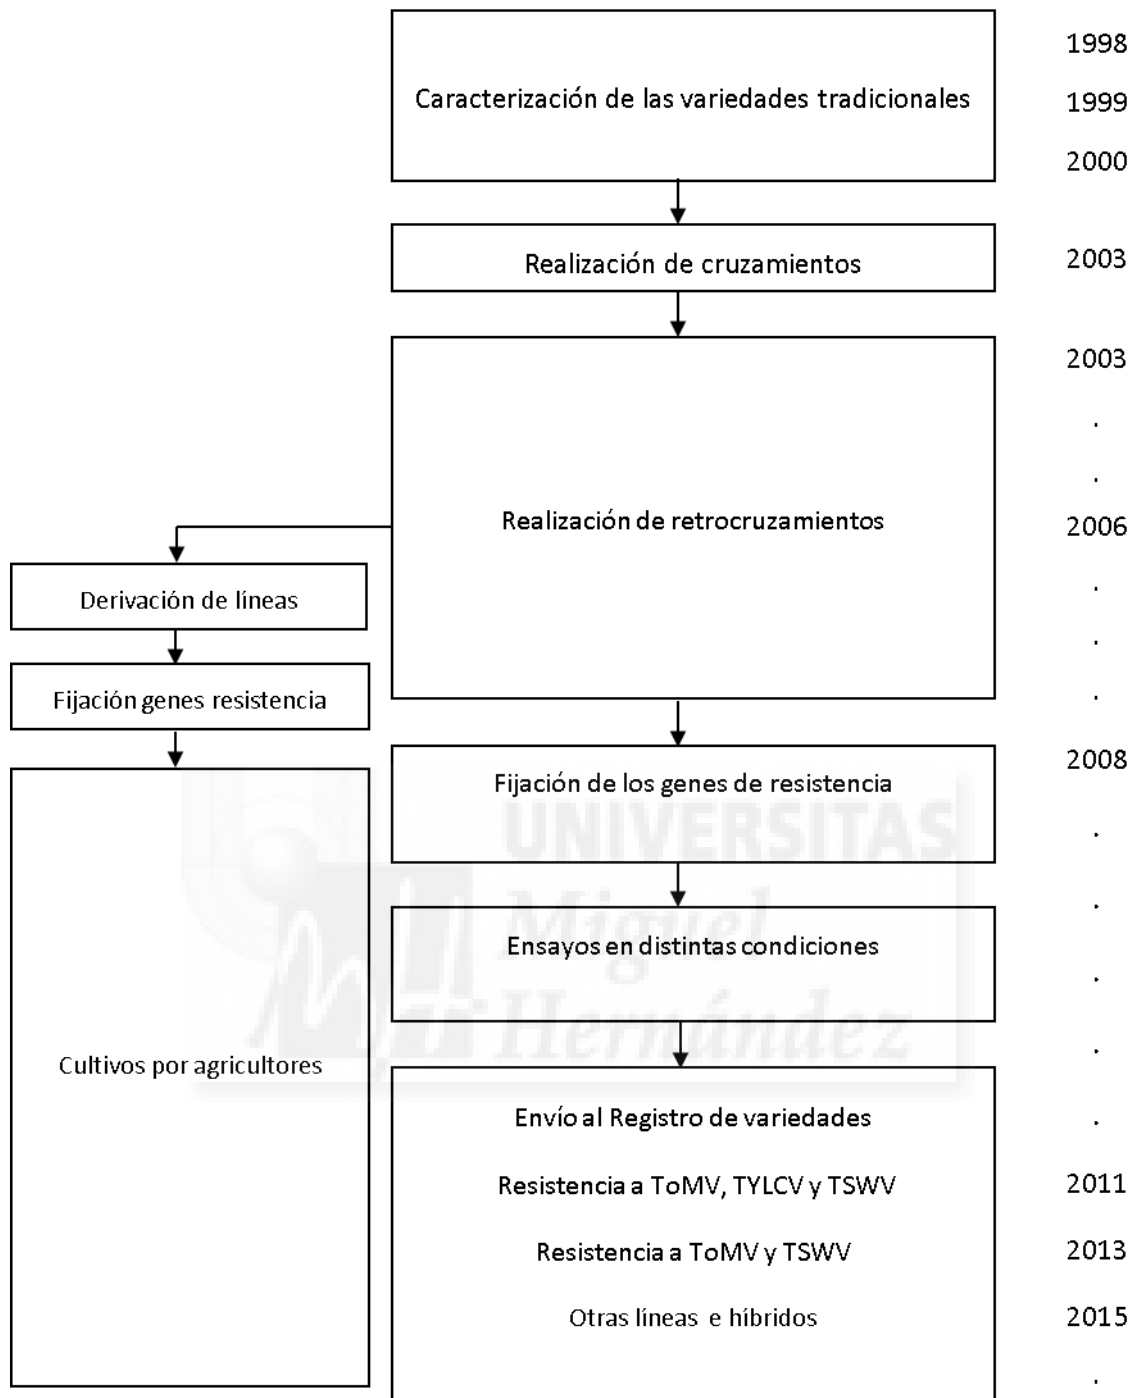 1998
Caracterización de las variedades tradicionales
1999
2000
Realización de cruzamientos
2003
2003
.
.
Realización de retrocruzamientos
2006
.
Derivación de líneas
.
Fijación genes resistencia
.
2008
Fijación de los genes de resistencia
UNIVERSITAS
.
.
Miguel
Ensayos en distintas condiciones
.
Hernández
.
Cultivos por agricultores
Envío al Registro de variedades
.
Resistencia a ToMV, TYLCV y TSWV
2011
Resistencia a ToMV y TSWV
2013
Otras líneas e híbridos
2015
.